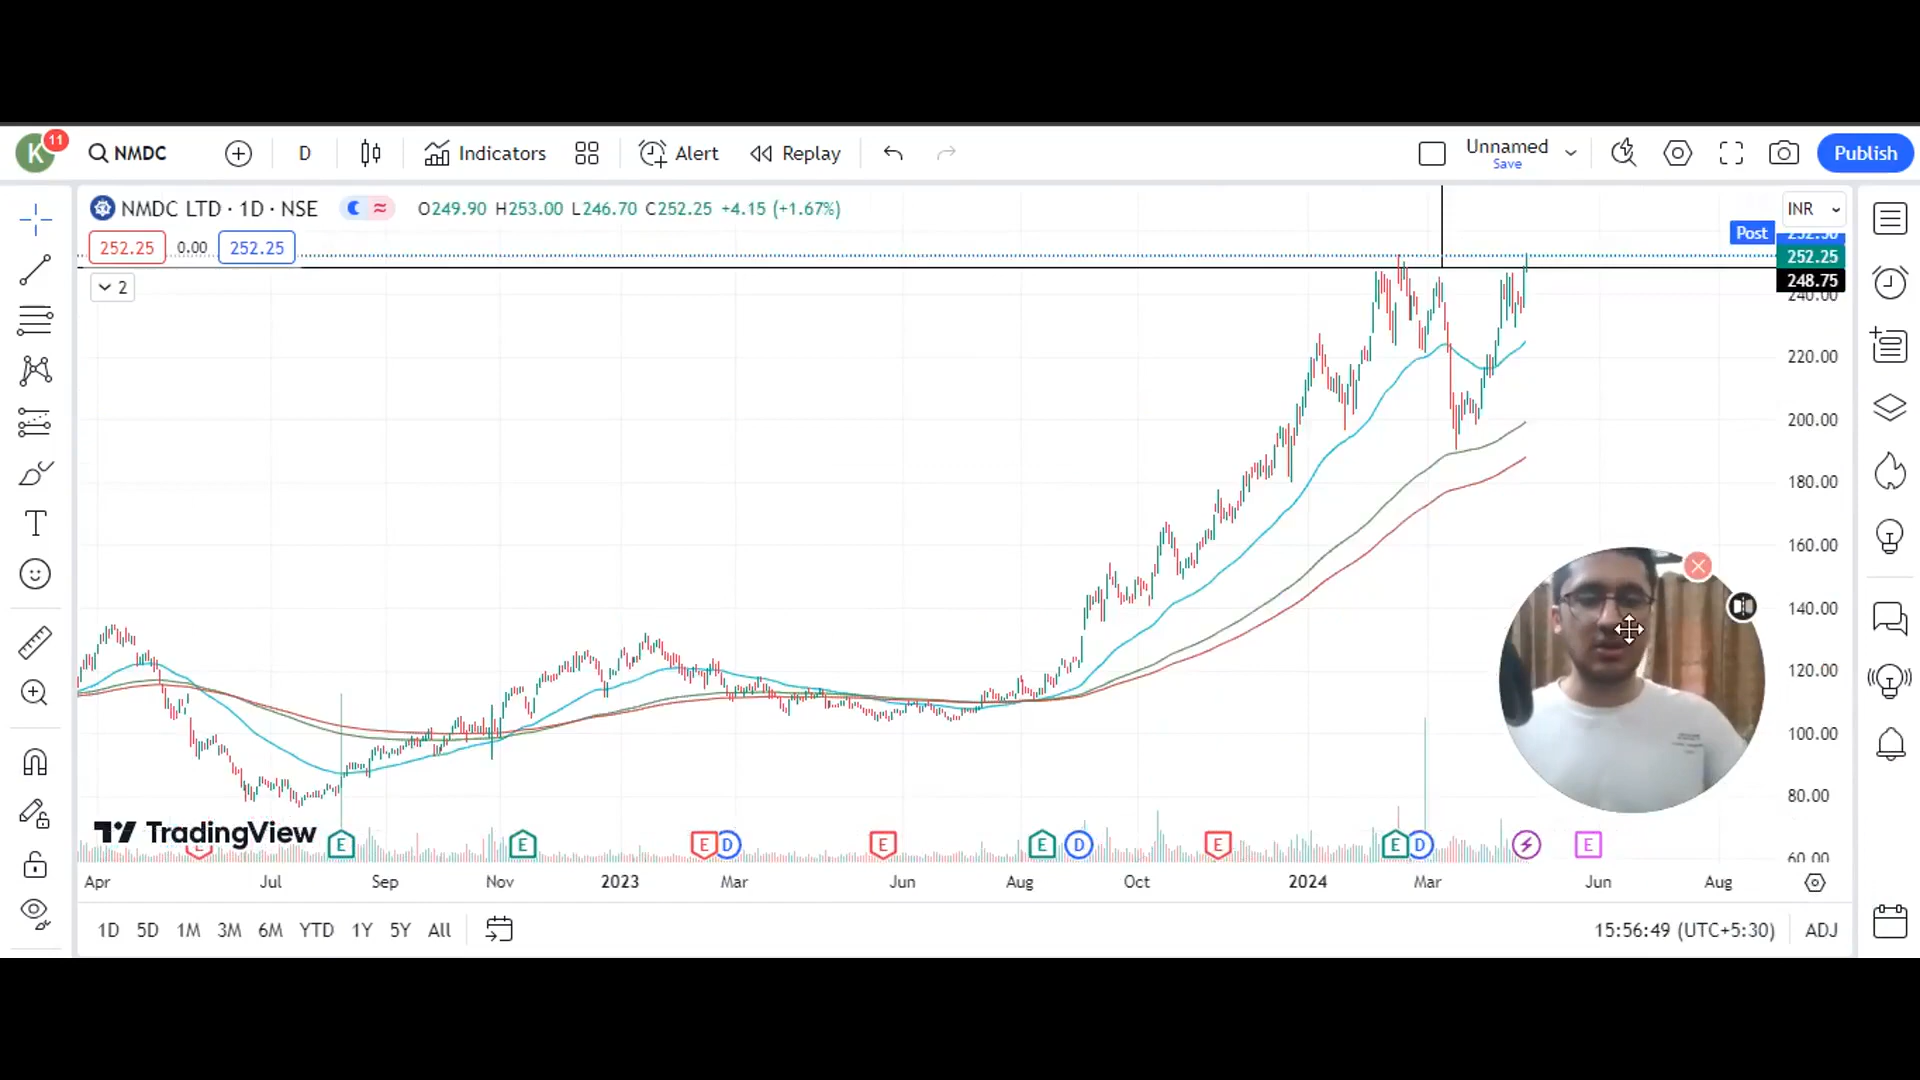 K 11 NMDC D Indicators Alert Replay Unnamed Save Publish
NMDC LTD · 1D · NSE O249.90 H253.00 L246.70 C252.25 +4.15 (+1.67%) INR
252.25 0.00 252.25 Post
252.25
2 248.75
240.00
220.00
200.00
180.00
160.00
140.00
120.00
100.00
80.00
TradingView
E E E E D E E D E E D E
60.00
Apr Jul Sep Nov 2023 Mar Jun Aug Oct 2024 Mar Jun Aug
1D 5D 1M 3M 6M YTD 1Y 5Y All 15:56:49 (UTC+5:30) ADJ